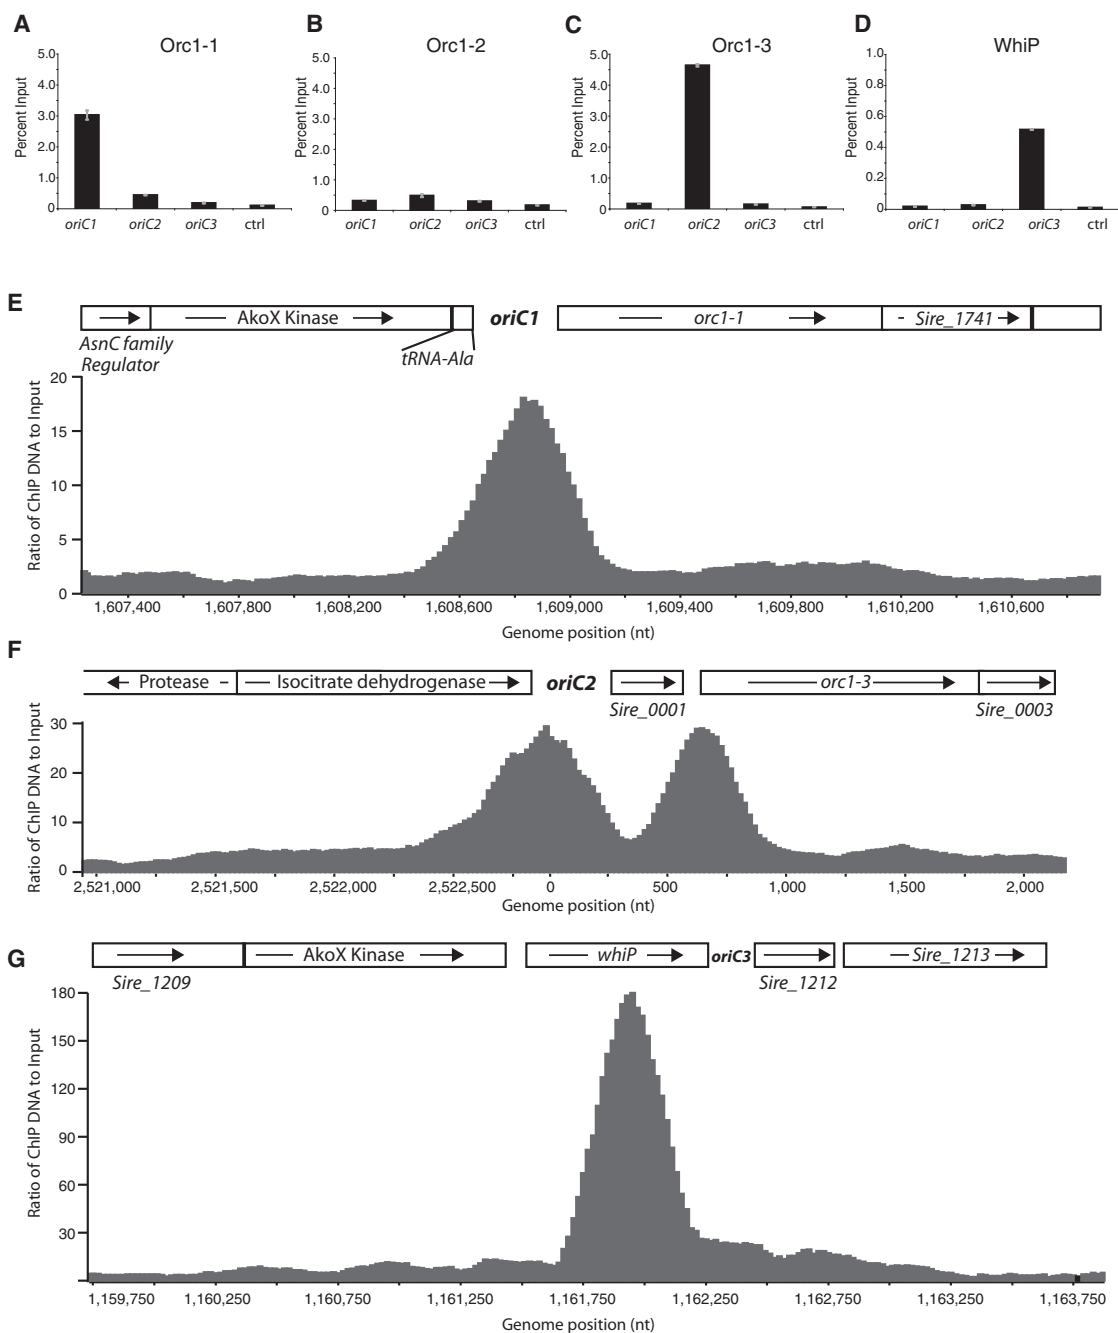 A
B
C
D
Orc1-1
Orc1-2
Orc1-3
WhiP
Percent Input
5.0
4.0
3.0
2.0
1.0
0
oriC1 oriC2 oriC3 ctrl
Percent Input
5.0
4.0
3.0
2.0
1.0
0
oriC1 oriC2 oriC3 ctrl
Percent Input
5.0
4.0
3.0
2.0
1.0
0
oriC1 oriC2 oriC3 ctrl
Percent Input
1.0
0.8
0.6
0.4
0.2
0
oriC1 oriC2 oriC3 ctrl
E
AkoX Kinase oriC1 orc1-1 Sire_1741
AsnC family
Regulator
tRNA-Ala
Ratio of ChIP DNA to Input
20
15
10
5
0
1,607,400 1,607,800 1,608,200 1,608,600 1,609,000 1,609,400 1,609,800 1,610,200 1,610,600
Genome position (nt)
F
Protease Isocitrate dehydrogenase oriC2 orc1-3
Sire_0001 Sire_0003
Ratio of ChIP DNA to Input
30
20
10
0
2,521,000 2,521,500 2,522,000 2,522,500 0 500 1,000 1,500 2,000
Genome position (nt)
G
AkoX Kinase whiP oriC3 Sire_1213
Sire_1209 Sire_1212
Ratio of ChIP DNA to Input
180
150
120
90
60
30
1,159,750 1,160,250 1,160,750 1,161,250 1,161,750 1,162,250 1,162,750 1,163,250 1,163,750
Genome position (nt)